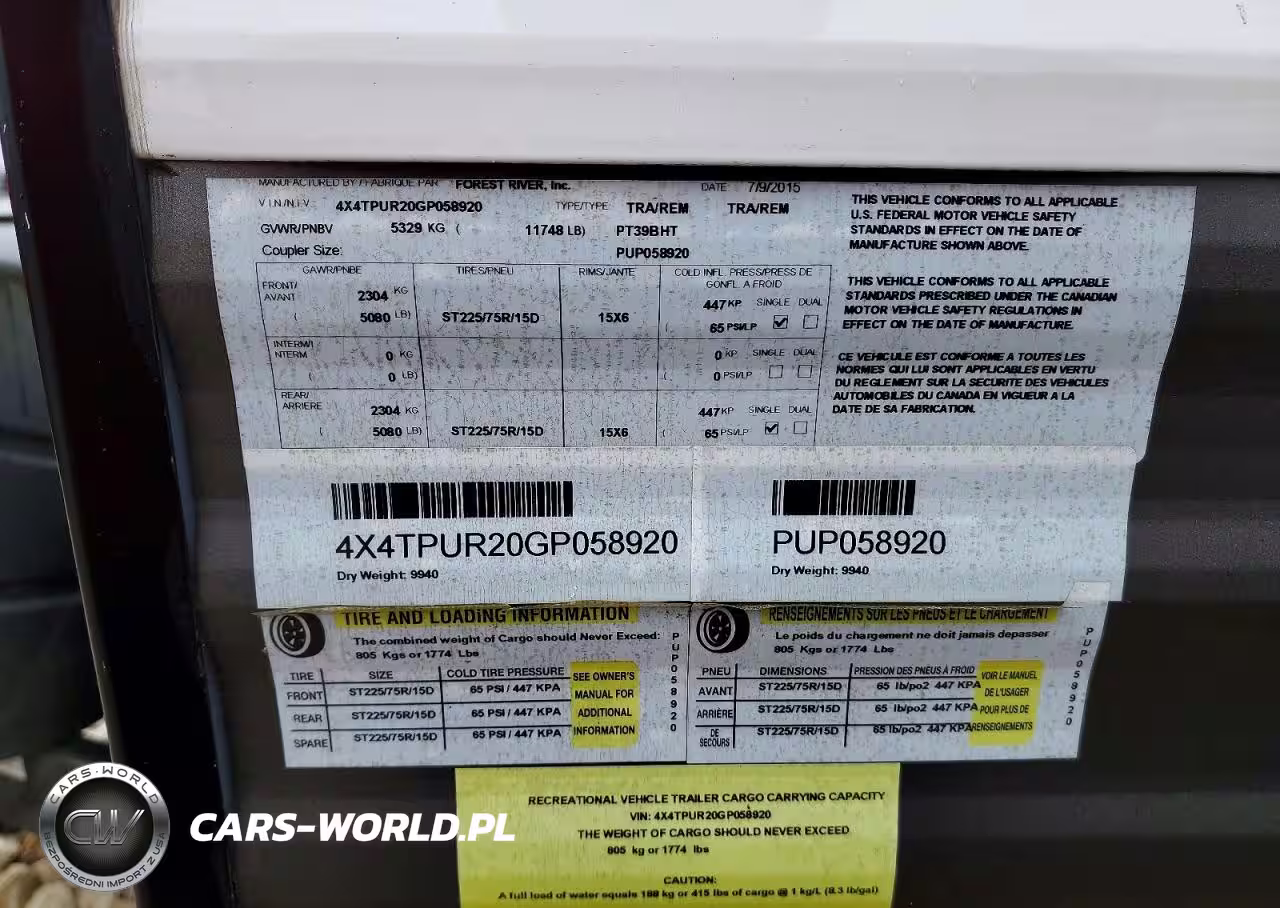 MANUFACTURED BY / FABRIQUE PAR FOREST RIVER, Inc. DATE 7/9/2015
V.I.N./N.I.V. 4X4TPUR20GP058920 TYPE/TYPE TRA/REM TRA/REM
GVWR/PNBV 5329 KG ( 11748 LB) PT39BHT
Coupler Size: PUP058920
GAWR/PNBE TIRES/PNEU RIMS/JANTE COLD INFL. PRESS/PRESS DE GONFL. A FROID
FRONT/ AVANT 2304 KG 447 KP SINGLE DUAL
( 5080 LB) ST225/75R/15D 15X6 ( 65 PSI/LP
INTERM/ 0 KG 0 KP SINGLE DUAL
NTERM ( 0 LB) ( 0 PSI/LP
REAR/ ARRIERE 2304 KG 447 KP SINGLE DUAL
( 5080 LB) ST225/75R/15D 15X6 ( 65 PSI/LP
THIS VEHICLE CONFORMS TO ALL APPLICABLE
U.S. FEDERAL MOTOR VEHICLE SAFETY
STANDARDS IN EFFECT ON THE DATE OF
MANUFACTURE SHOWN ABOVE.
THIS VEHICLE CONFORMS TO ALL APPLICABLE
STANDARDS PRESCRIBED UNDER THE CANADIAN
MOTOR VEHICLE SAFETY REGULATIONS IN
EFFECT ON THE DATE OF MANUFACTURE.
CE VEHICULE EST CONFORME A TOUTES LES
NORMES QUI LUI SONT APPLICABLES EN VERTU
DU REGLEMENT SUR LA SECURITE DES VEHICULES
AUTOMOBILES DU CANADA EN VIGUEUR A LA
DATE DE SA FABRICATION.
4X4TPUR20GP058920
Dry Weight: 9940
PUP058920
Dry Weight: 9940
TIRE AND LOADING INFORMATION
The combined weight of Cargo should Never Exceed:
805 Kgs or 1774 Lbs
TIRE SIZE COLD TIRE PRESSURE
FRONT ST225/75R/15D 65 PSI / 447 KPA
REAR ST225/75R/15D 65 PSI / 447 KPA
SPARE ST225/75R/15D 65 PSI / 447 KPA
SEE OWNER'S
MANUAL FOR
ADDITIONAL
INFORMATION
PUP058920
RENSEIGNEMENTS SUR LES PNEUS ET LE CHARGEMENT
Le poids du chargement ne doit jamais depasser
805 Kgs or 1774 Lbs
PNEU DIMENSIONS PRESSION DES PNEUS À FROID
AVANT ST225/75R/15D 65 lb/po2 447 KPA
ARRIÈRE ST225/75R/15D 65 lb/po2 447 KPA
DE SECOURS ST225/75R/15D 65 lb/po2 447 KPA
VOIR LE MANUEL
DE L'USAGER
POUR PLUS DE
RENSEIGNEMENTS
PUP058920
RECREATIONAL VEHICLE TRAILER CARGO CARRYING CAPACITY
VIN: 4X4TPUR20GP058920
THE WEIGHT OF CARGO SHOULD NEVER EXCEED
805 kg or 1774 lbs
CAUTION:
A full load of water equals 188 kg or 415 lbs of cargo @ 1 kg/L (8.3 lb/gal)
CARS-WORLD
CW
BEZPOŚREDNI IMPORT Z USA
CARS-WORLD.PL